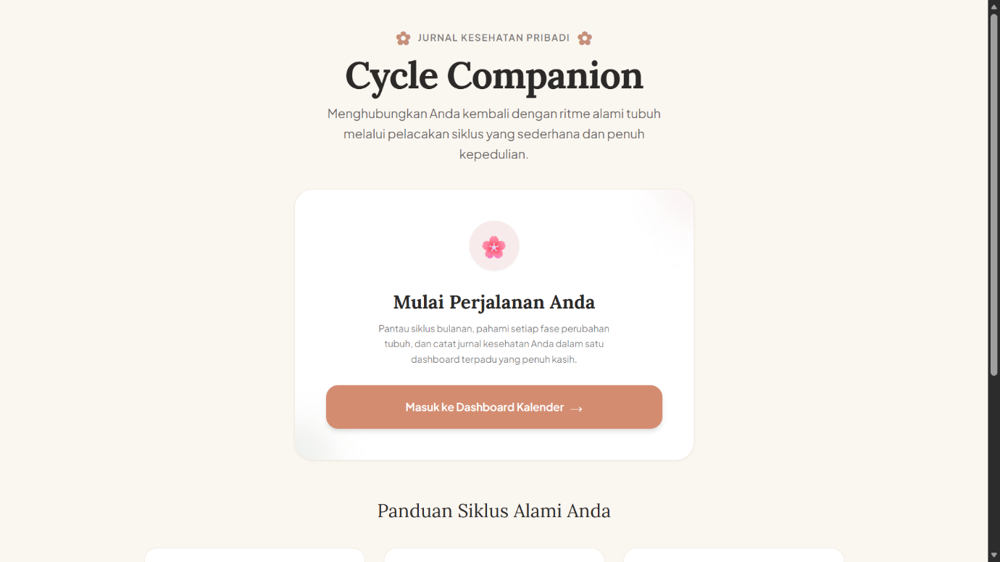 JURNAL KESEHATAN PRIBADI
Cycle Companion
Menghubungkan Anda kembali dengan ritme alami tubuh
melalui pelacakan siklus yang sederhana dan penuh
kepedulian.
Mulai Perjalanan Anda
Pantau siklus bulanan, pahami setiap fase perubahan
tubuh, dan catat jurnal kesehatan Anda dalam satu
dashboard terpadu yang penuh kasih.
Masuk ke Dashboard Kalender →
Panduan Siklus Alami Anda